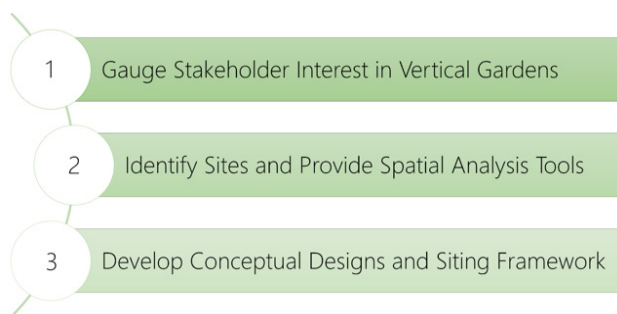 1 Gauge Stakeholder Interest in Vertical Gardens
2 Identify Sites and Provide Spatial Analysis Tools
3 Develop Conceptual Designs and Siting Framework